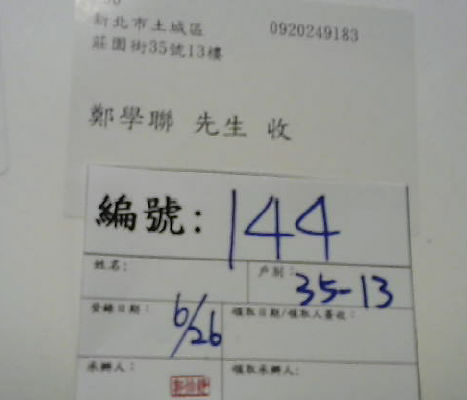 新北市土城區 0920249183
莊園街35號13樓
鄭學聯 先生 收
編號: 144
姓名: 戶別: 35-13
登錄日期: 6/26 領取日期/領取人簽收:
承辦人: 領取承辦人: